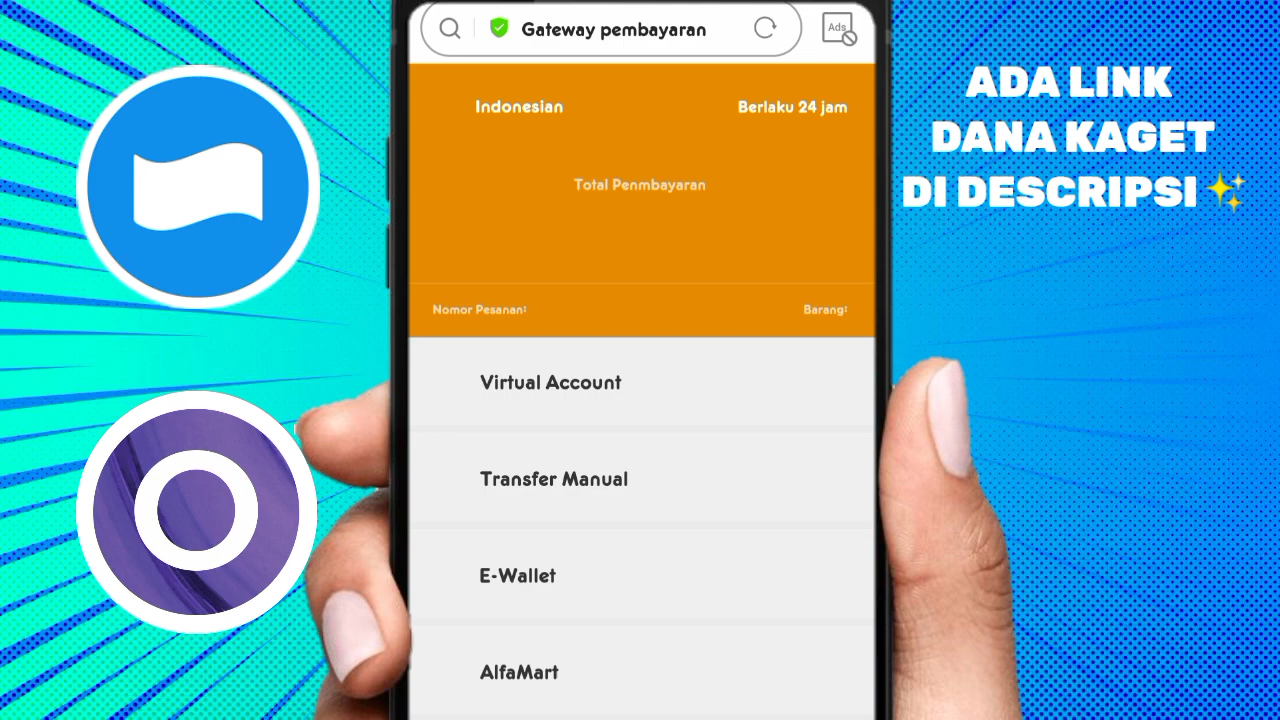 Gateway pembayaran
Ads
Indonesian
Berlaku 24 jam
Total Penmbayaran
Nomor Pesanan:
Barang:
Virtual Account
Transfer Manual
E-Wallet
AlfaMart
ADA LINK
DANA KAGET
DI DESCRIPSI ✨